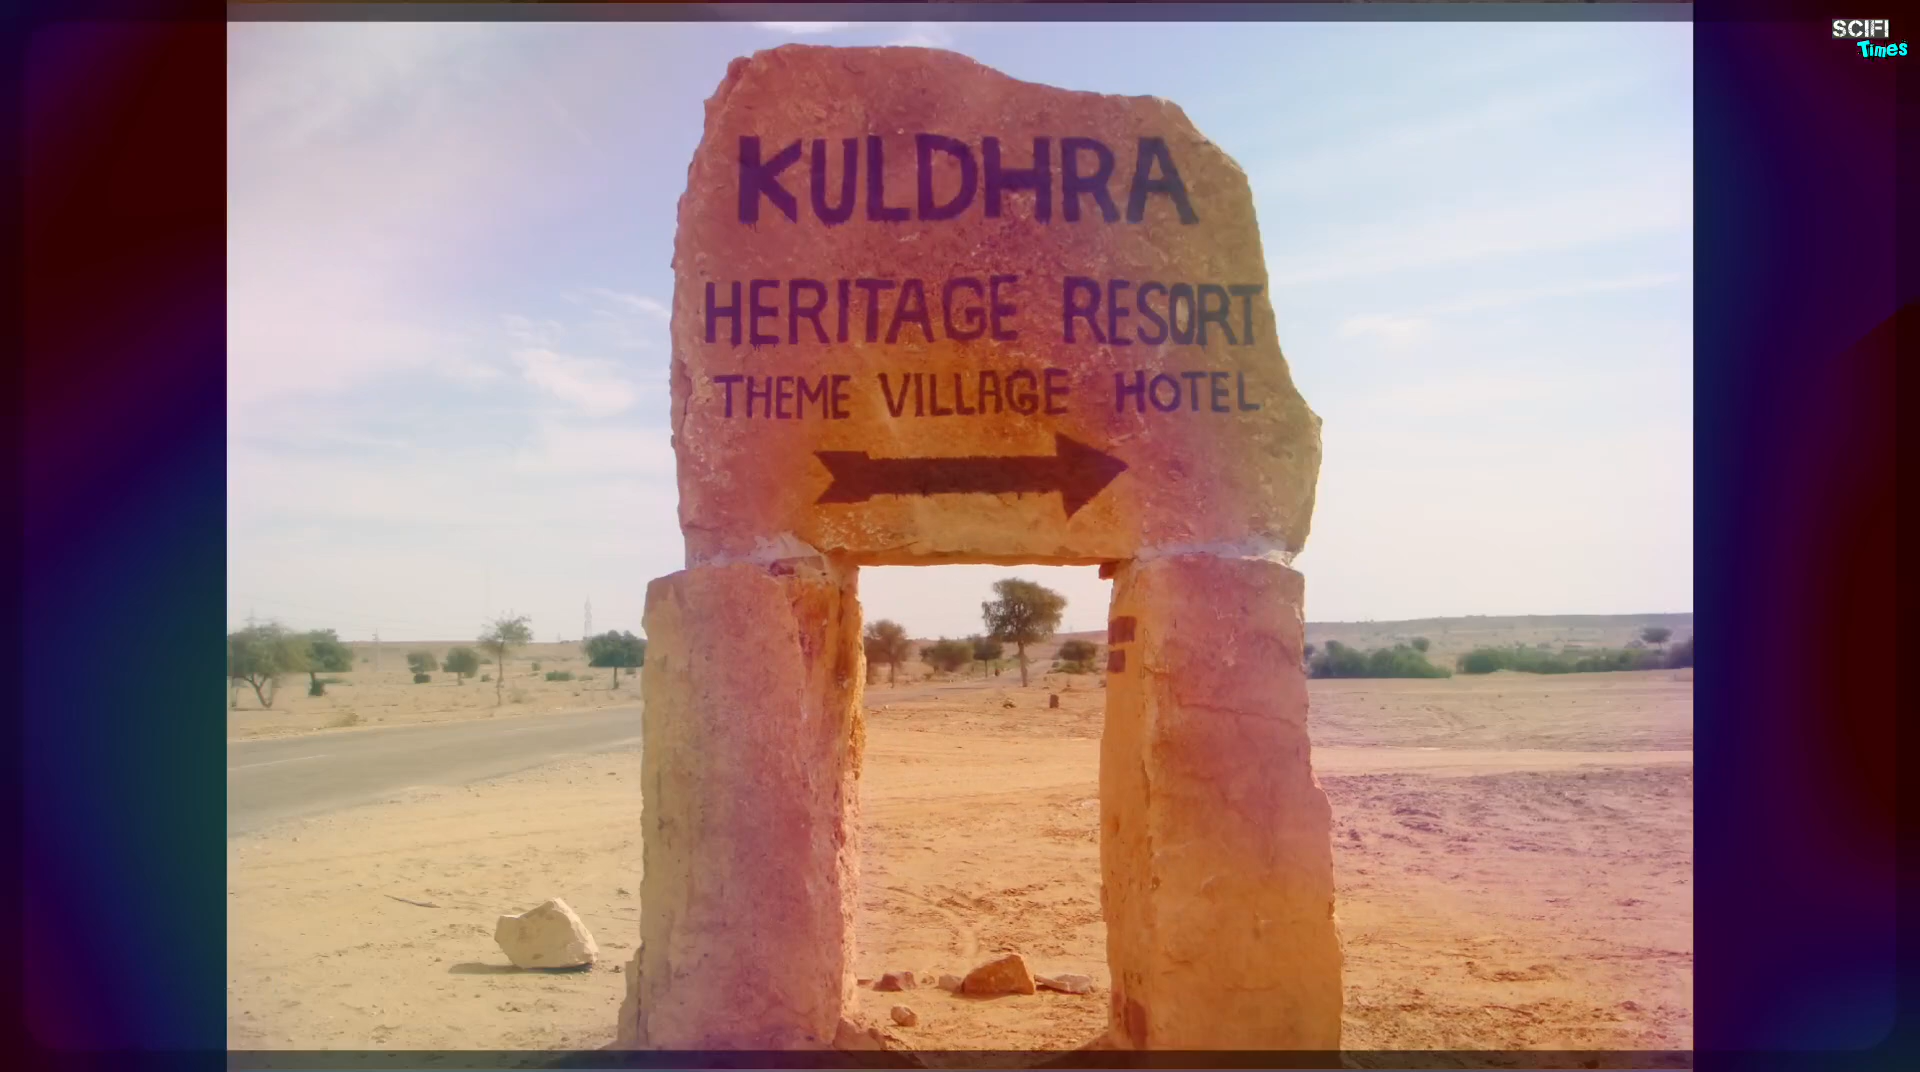 SCIFI
Times
KULDHRA
HERITAGE RESORT
THEME VILLAGE HOTEL